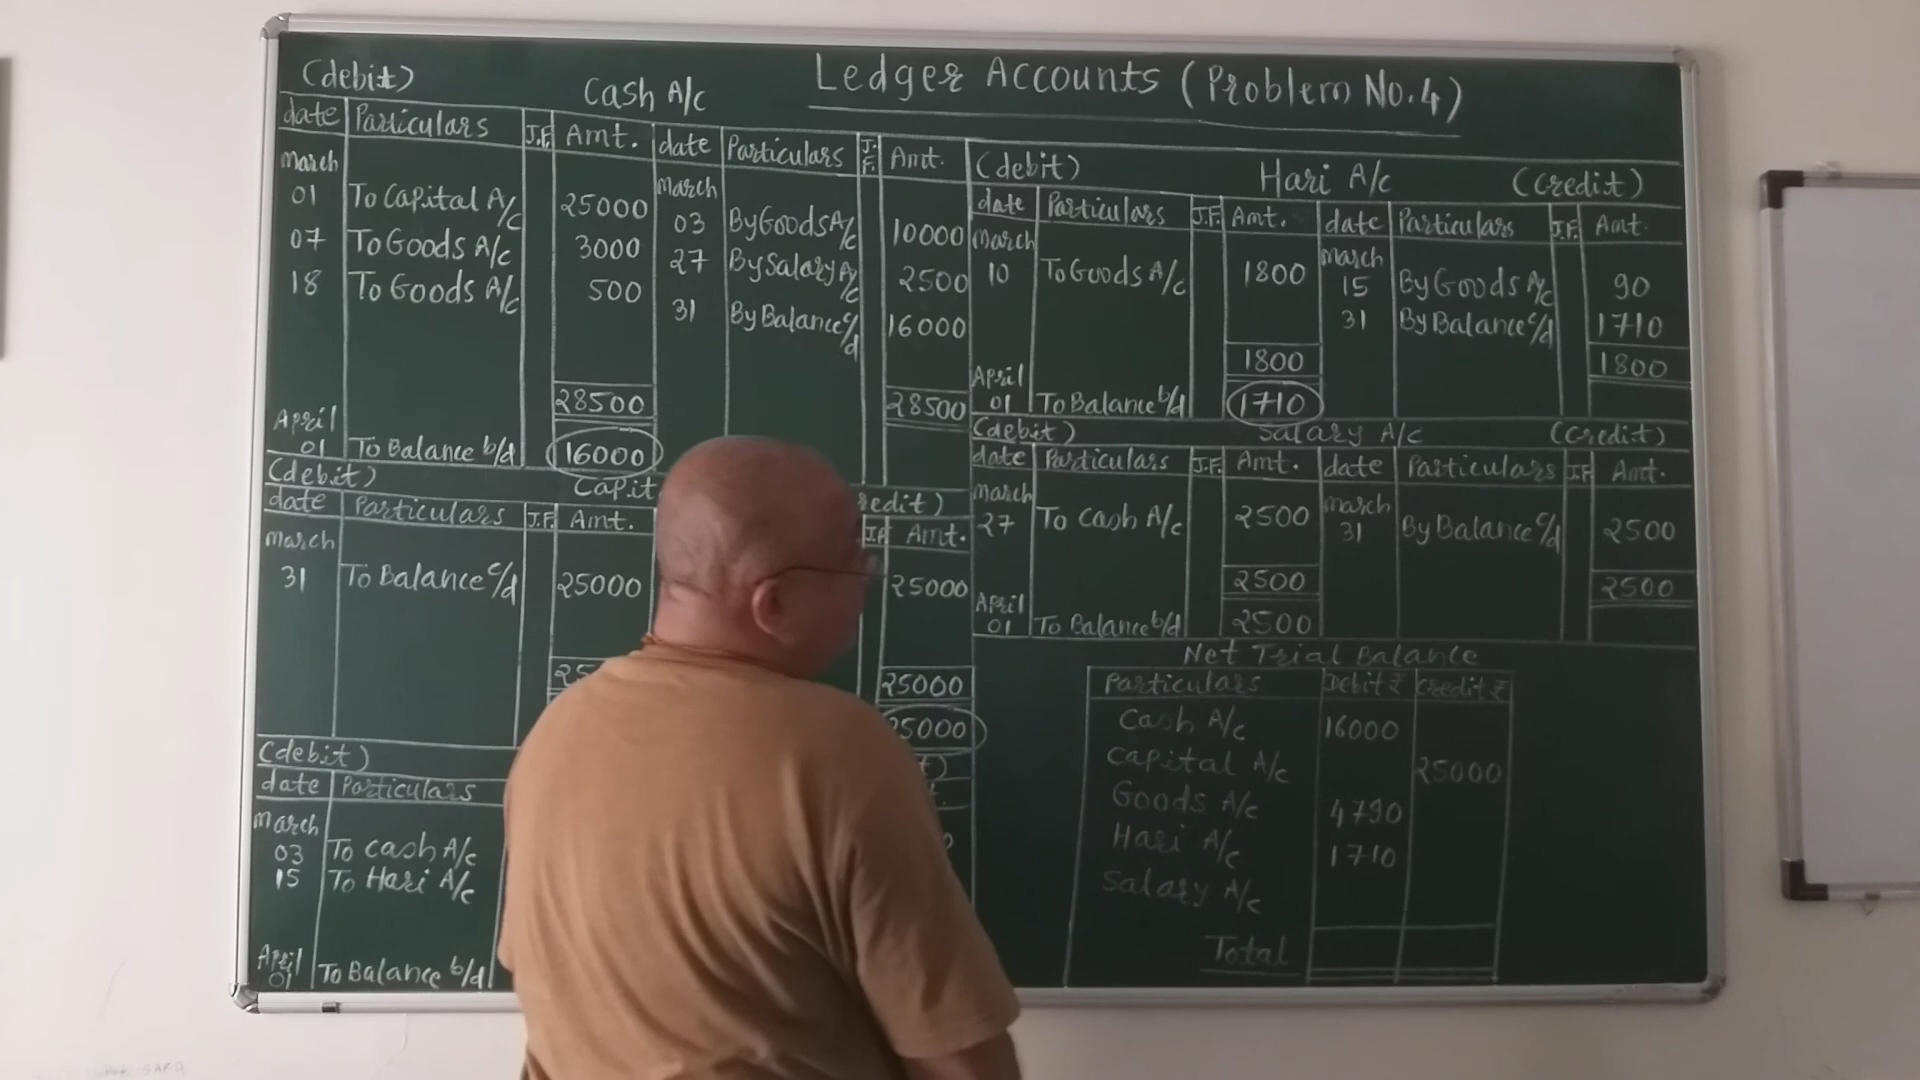 Ledger Accounts (Problem No.4)
(debit) Cash A/c
date Particulars J.F. Amt. date Particulars J.F. Amt.
March March
01 To Capital A/c 25000 03 By Goods A/c 10000
07 To Goods A/c 3000 27 By Salary A/c 2500
18 To Goods A/c 500 31 By Balance c/d 16000
28500 28500
April
01 To Balance b/d 16000
(debit)
date Particulars J.F. Amt. J.F. Amt.
March
31 To Balance c/d 25000 25000
25000
(debit)
date Particulars
March
03 To Cash A/c
15 To Hari A/c
April
01 To Balance b/d
(debit) Hari A/c (credit)
date Particulars J.F. Amt. date Particulars J.F. Amt.
March March
10 To Goods A/c 1800 15 By Goods A/c 90
31 By Balance c/d 1710
1800 1800
April
01 To Balance b/d 1710
(debit) Salary A/c (credit)
date Particulars J.F. Amt. date Particulars J.F. Amt.
March March
27 To Cash A/c 2500 31 By Balance c/d 2500
2500 2500
April
01 To Balance b/d 2500
Net Trial Balance
Particulars Debit ₹ Credit ₹
Cash A/c 16000
Capital A/c 25000
Goods A/c 4790
Hari A/c 1710
Salary A/c
Total